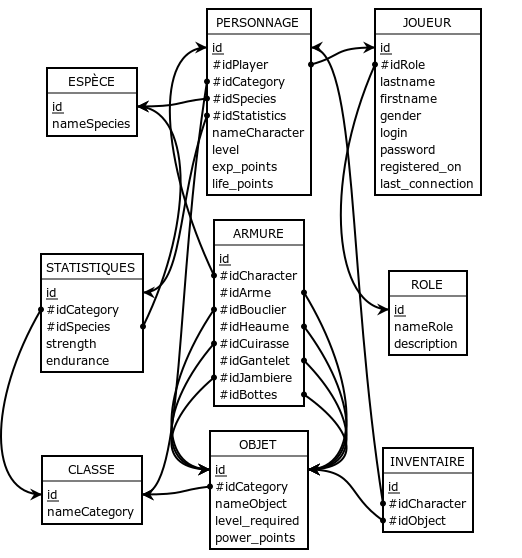 PERSONNAGE
id
#idPlayer
#idCategory
#idSpecies
#idStatistics
nameCharacter
level
exp_points
life_points
JOUEUR
id
#idRole
lastname
firstname
gender
login
password
registered_on
last_connection
ESPÈCE
id
nameSpecies
ARMURE
id
#idCharacter
#idArme
#idBouclier
#idHeaume
#idCuirasse
#idGantelet
#idJambiere
#idBottes
STATISTIQUES
id
#idCategory
#idSpecies
strength
endurance
ROLE
id
nameRole
description
OBJET
id
#idCategory
nameObject
level_required
power_points
CLASSE
id
nameCategory
INVENTAIRE
id
#idCharacter
#idObject